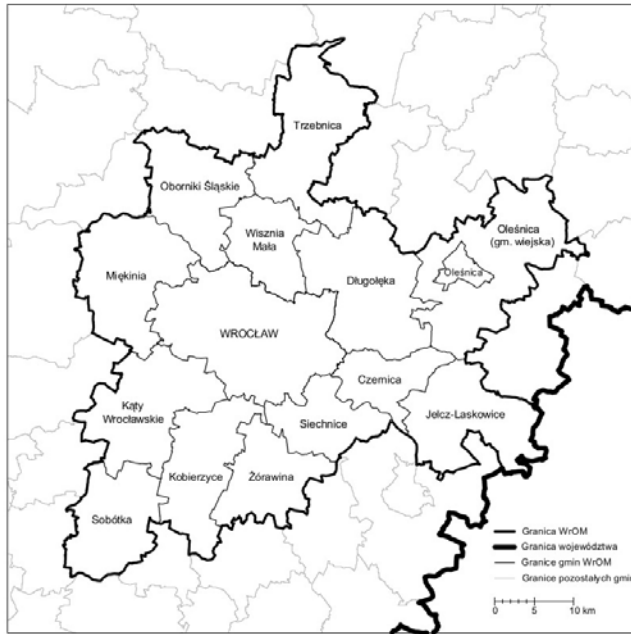 Trzebnica
Oborniki Śląskie
Wisznia
Mała
Oleśnica
(gm. wiejska)
Oleśnica
Miękinia
Długołęka
WROCŁAW
Czernica
Kąty
Wrocławskie
Siechnice
Jelcz-Laskowice
Kobierzyce
Żórawina
Sobótka
Granica WrOM
Granica województwa
Granice gmin WrOM
Granice pozostałych gmin
0 5 10 km